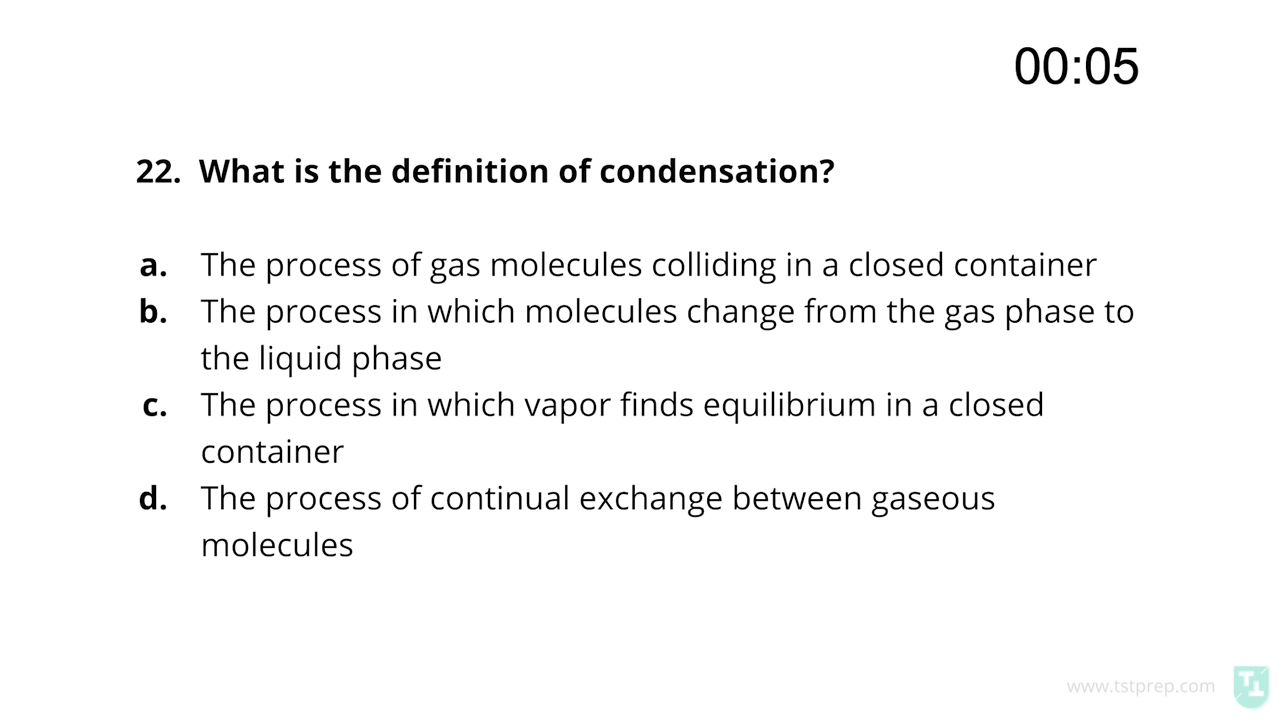 00:05
22. What is the definition of condensation?
a. The process of gas molecules colliding in a closed container
b. The process in which molecules change from the gas phase to
the liquid phase
c. The process in which vapor finds equilibrium in a closed
container
d. The process of continual exchange between gaseous
molecules
www.tstprep.com